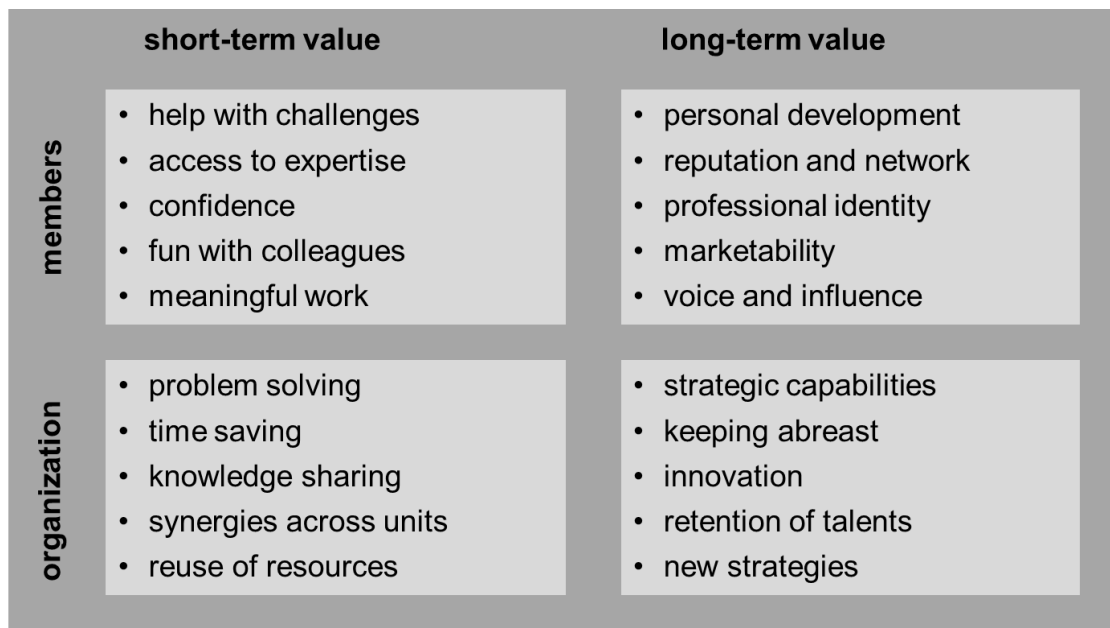 short-term value
long-term value
members
• help with challenges
• access to expertise
• confidence
• fun with colleagues
• meaningful work
• personal development
• reputation and network
• professional identity
• marketability
• voice and influence
organization
• problem solving
• time saving
• knowledge sharing
• synergies across units
• reuse of resources
• strategic capabilities
• keeping abreast
• innovation
• retention of talents
• new strategies